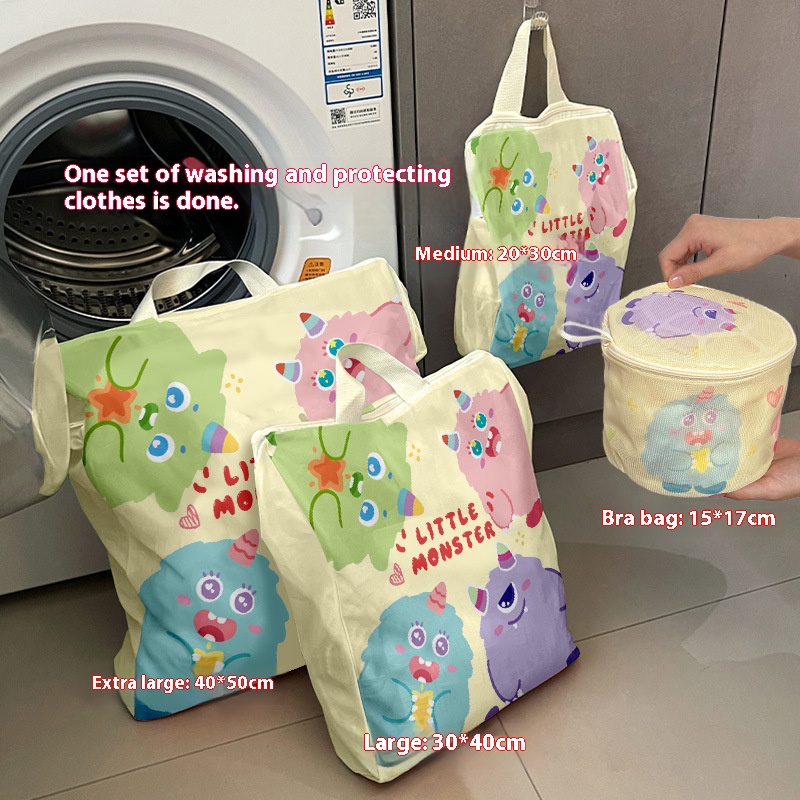 One set of washing and protecting
clothes is done.
LITTLE
Medium: 20*30cm
LITTLE
MONSTER
Bra bag: 15*17cm
Extra large: 40*50cm
Large: 30*40cm